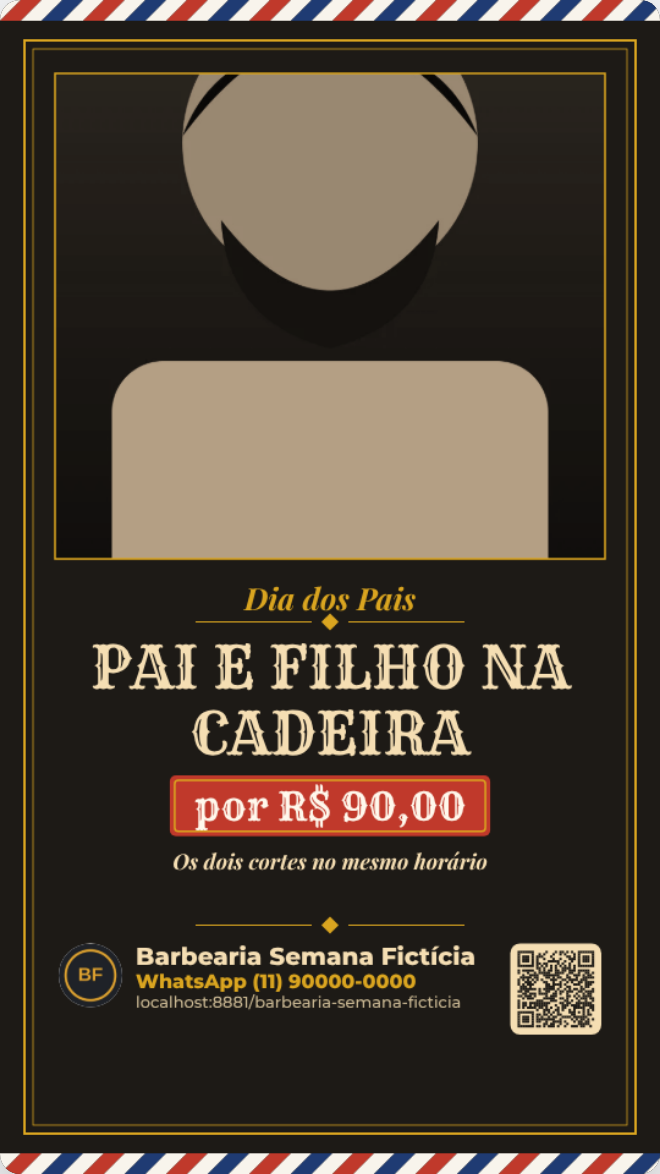 Dia dos Pais
PAI E FILHO NA
CADEIRA
por R$ 90,00
Os dois cortes no mesmo horário
BF
Barbearia Semana Fictícia
WhatsApp (11) 90000-0000
localhost:8881/barbearia-semana-ficticia